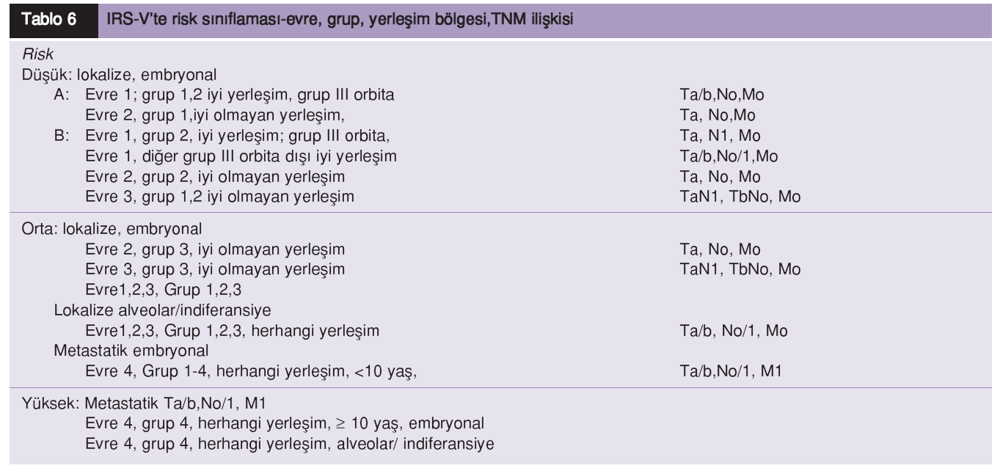 Tablo 6 IRS-V'te risk sınıflaması-evre, grup, yerleşim bölgesi,TNM ilişkisi
Risk
Düşük: lokalize, embryonal
A: Evre 1; grup 1,2 iyi yerleşim, grup III orbita Ta/b,No,Mo
Evre 2, grup 1,iyi olmayan yerleşim, Ta, No,Mo
B: Evre 1, grup 2, iyi yerleşim; grup III orbita, Ta, N1, Mo
Evre 1, diğer grup III orbita dışı iyi yerleşim Ta/b,No/1,Mo
Evre 2, grup 2, iyi olmayan yerleşim Ta, No, Mo
Evre 3, grup 1,2 iyi olmayan yerleşim TaN1, TbNo, Mo
Orta: lokalize, embryonal
Evre 2, grup 3, iyi olmayan yerleşim Ta, No, Mo
Evre 3, grup 3, iyi olmayan yerleşim TaN1, TbNo, Mo
Evre1,2,3, Grup 1,2,3
Lokalize alveolar/indiferansiye
Evre1,2,3, Grup 1,2,3, herhangi yerleşim Ta/b, No/1, Mo
Metastatik embryonal
Evre 4, Grup 1-4, herhangi yerleşim, <10 yaş, Ta/b,No/1, M1
Yüksek: Metastatik Ta/b,No/1, M1
Evre 4, grup 4, herhangi yerleşim, ≥ 10 yaş, embryonal
Evre 4, grup 4, herhangi yerleşim, alveolar/ indiferansiye